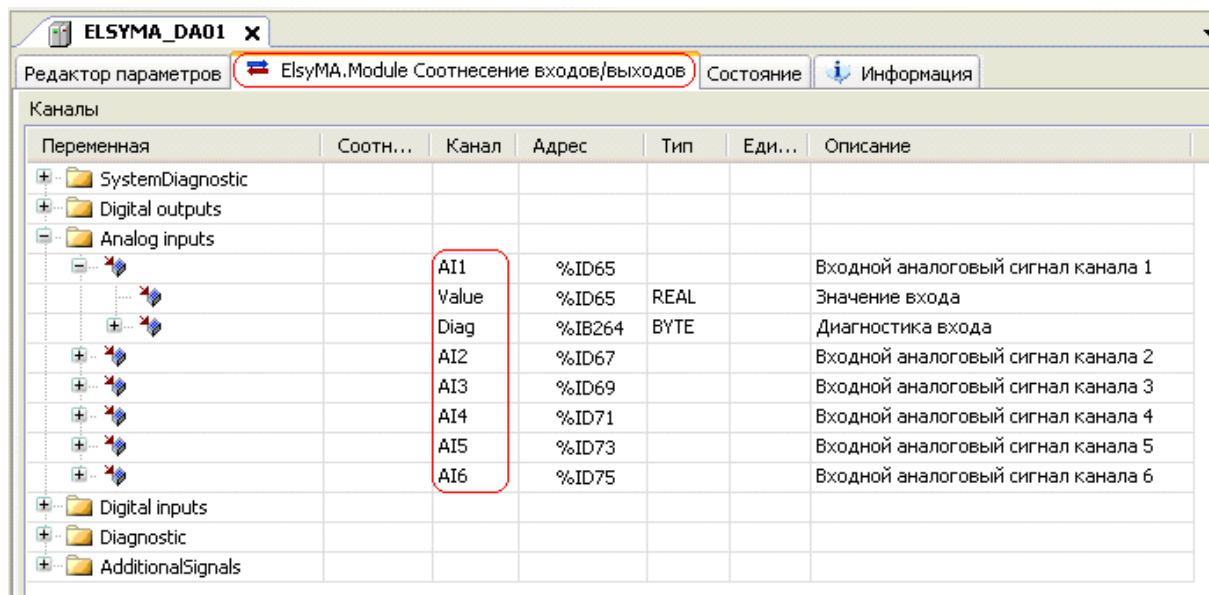 ELSYMA_DA01 x
Редактор параметров ElsyMA.Module Соотнесение входов/выходов Состояние Информация
Каналы
Переменная Соотн... Канал Адрес Тип Еди... Описание
SystemDiagnostic
Digital outputs
Analog inputs
AI1 %ID65 Входной аналоговый сигнал канала 1
Value %ID65 REAL Значение входа
Diag %IB264 BYTE Диагностика входа
AI2 %ID67 Входной аналоговый сигнал канала 2
AI3 %ID69 Входной аналоговый сигнал канала 3
AI4 %ID71 Входной аналоговый сигнал канала 4
AI5 %ID73 Входной аналоговый сигнал канала 5
AI6 %ID75 Входной аналоговый сигнал канала 6
Digital inputs
Diagnostic
AdditionalSignals